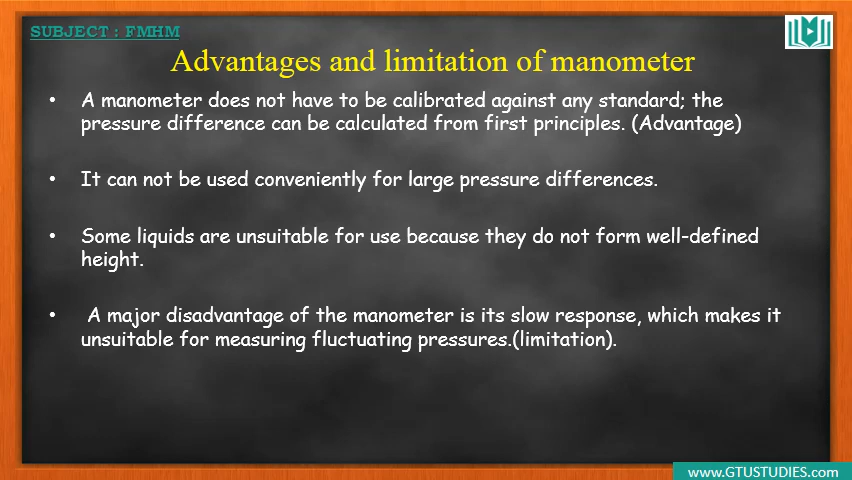 SUBJECT : FMHM
Advantages and limitation of manometer
• A manometer does not have to be calibrated against any standard; the
pressure difference can be calculated from first principles. (Advantage)
• It can not be used conveniently for large pressure differences.
• Some liquids are unsuitable for use because they do not form well-defined
height.
• A major disadvantage of the manometer is its slow response, which makes it
unsuitable for measuring fluctuating pressures.(limitation).
www.GTUSTUDIES.com